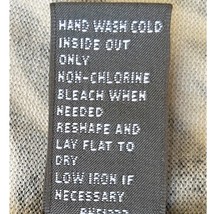 HAND WASH COLD
INSIDE OUT
ONLY
NON-CHLORINE
BLEACH WHEN
NEEDED
RESHAPE AND
LAY FLAT TO
DRY
LOW IRON IF
NECESSARY